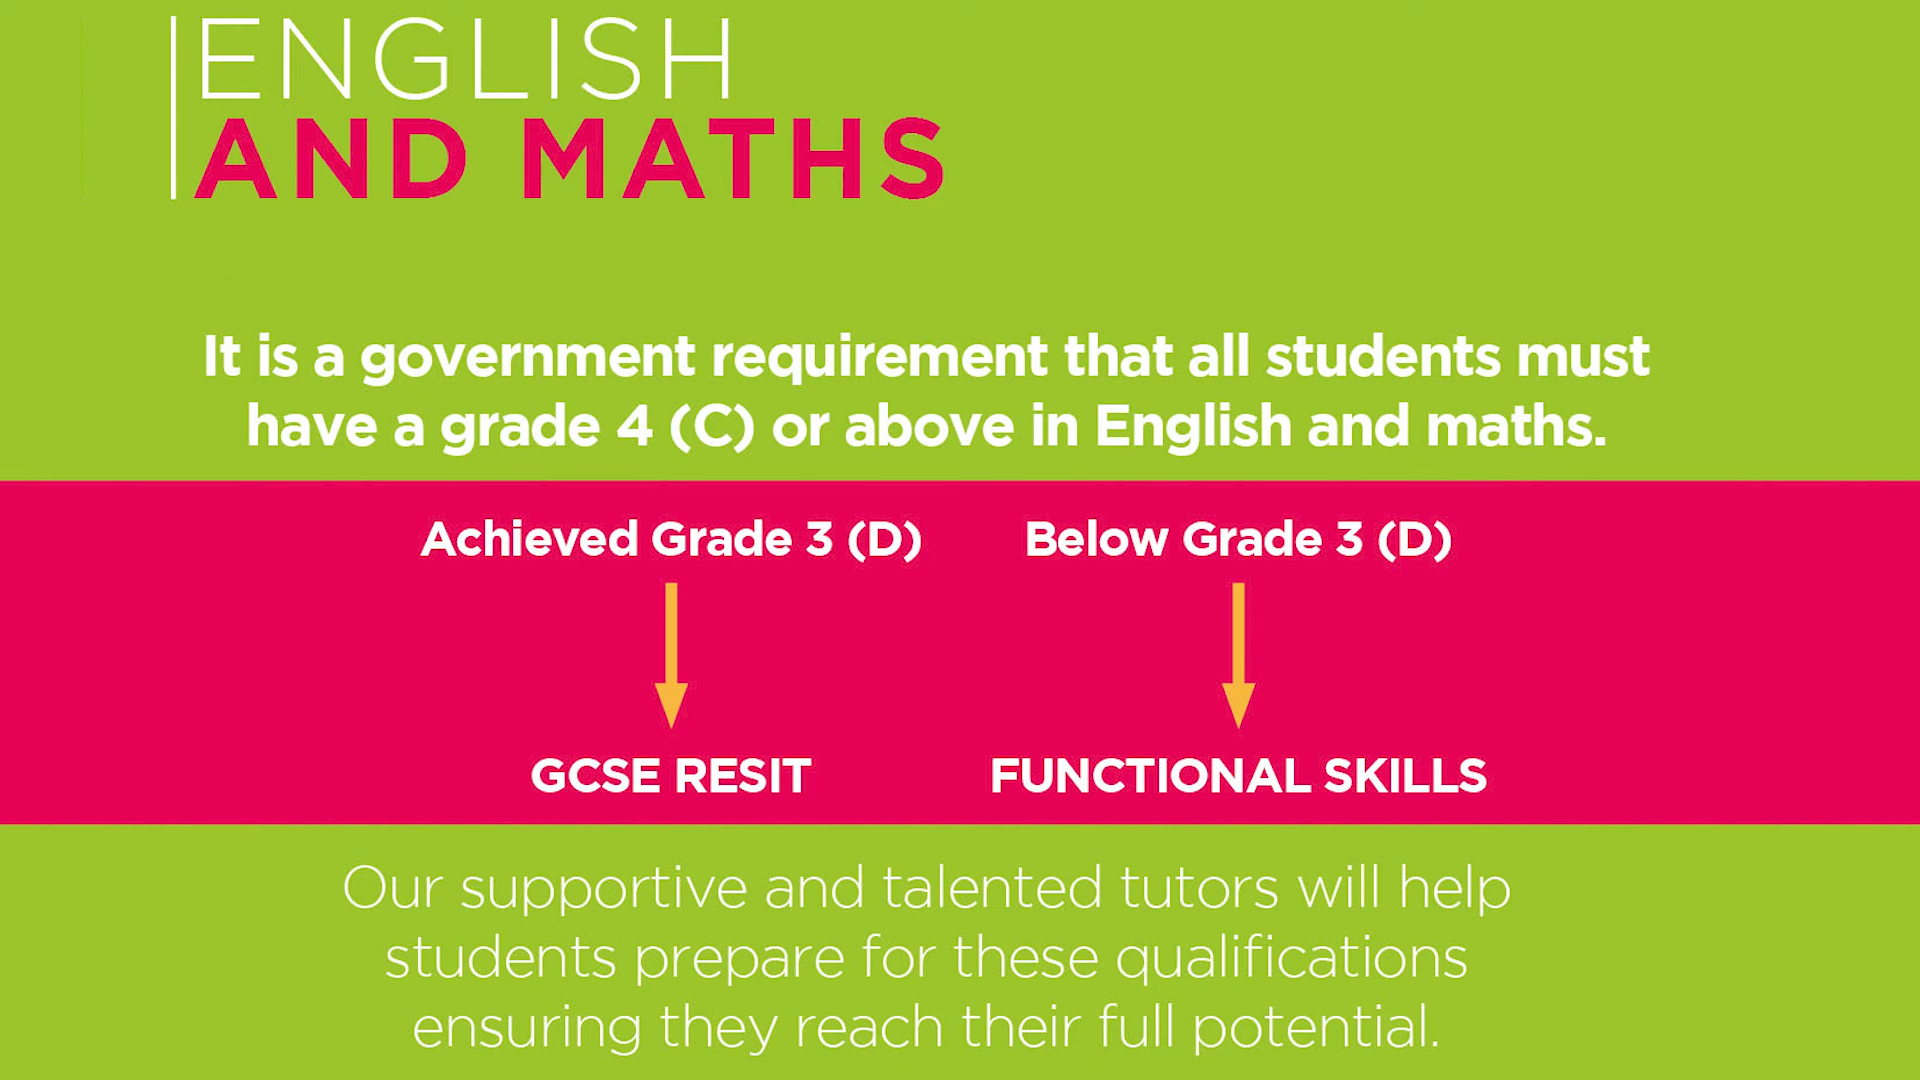 ENGLISH
AND MATHS
It is a government requirement that all students must
have a grade 4 (C) or above in English and maths.
Achieved Grade 3 (D)
Below Grade 3 (D)
GCSE RESIT
FUNCTIONAL SKILLS
Our supportive and talented tutors will help
students prepare for these qualifications
ensuring they reach their full potential.